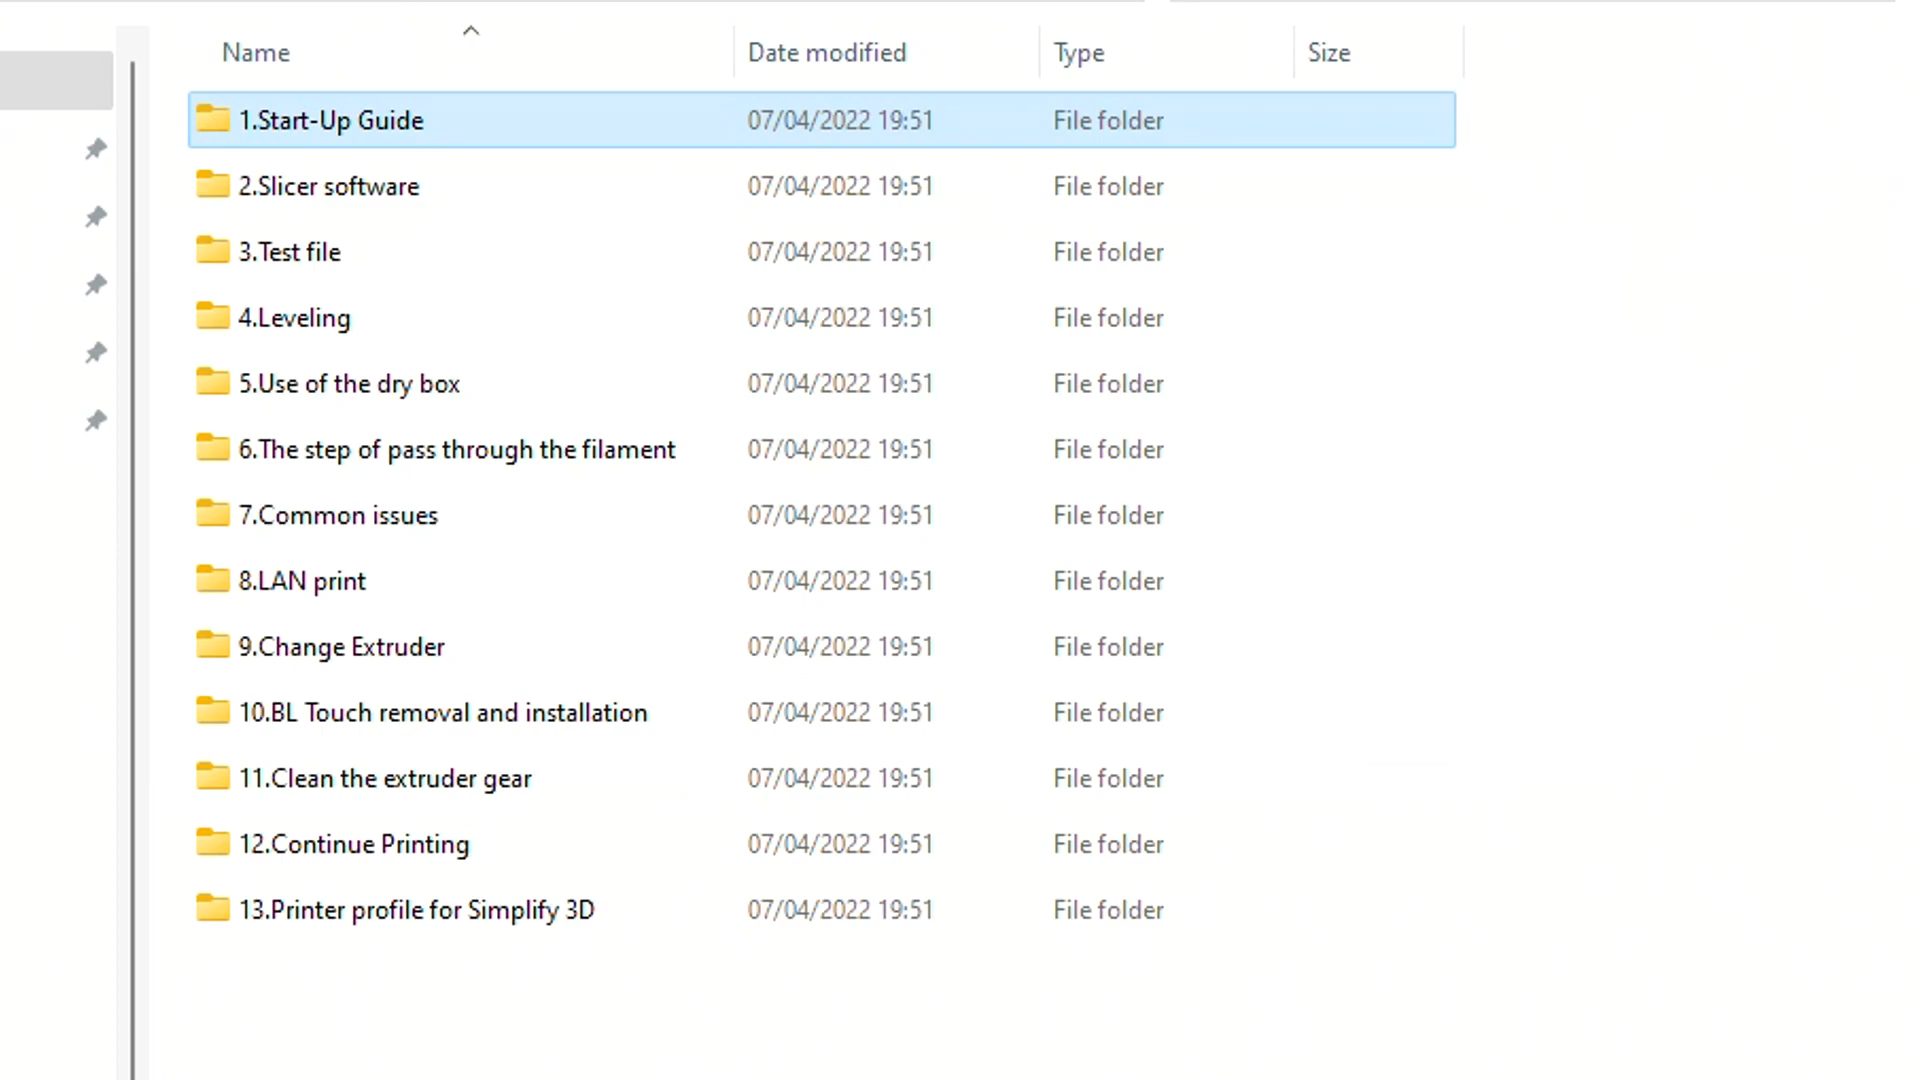 Name Date modified Type Size
1.Start-Up Guide 07/04/2022 19:51 File folder
2.Slicer software 07/04/2022 19:51 File folder
3.Test file 07/04/2022 19:51 File folder
4.Leveling 07/04/2022 19:51 File folder
5.Use of the dry box 07/04/2022 19:51 File folder
6.The step of pass through the filament 07/04/2022 19:51 File folder
7.Common issues 07/04/2022 19:51 File folder
8.LAN print 07/04/2022 19:51 File folder
9.Change Extruder 07/04/2022 19:51 File folder
10.BL Touch removal and installation 07/04/2022 19:51 File folder
11.Clean the extruder gear 07/04/2022 19:51 File folder
12.Continue Printing 07/04/2022 19:51 File folder
13.Printer profile for Simplify 3D 07/04/2022 19:51 File folder